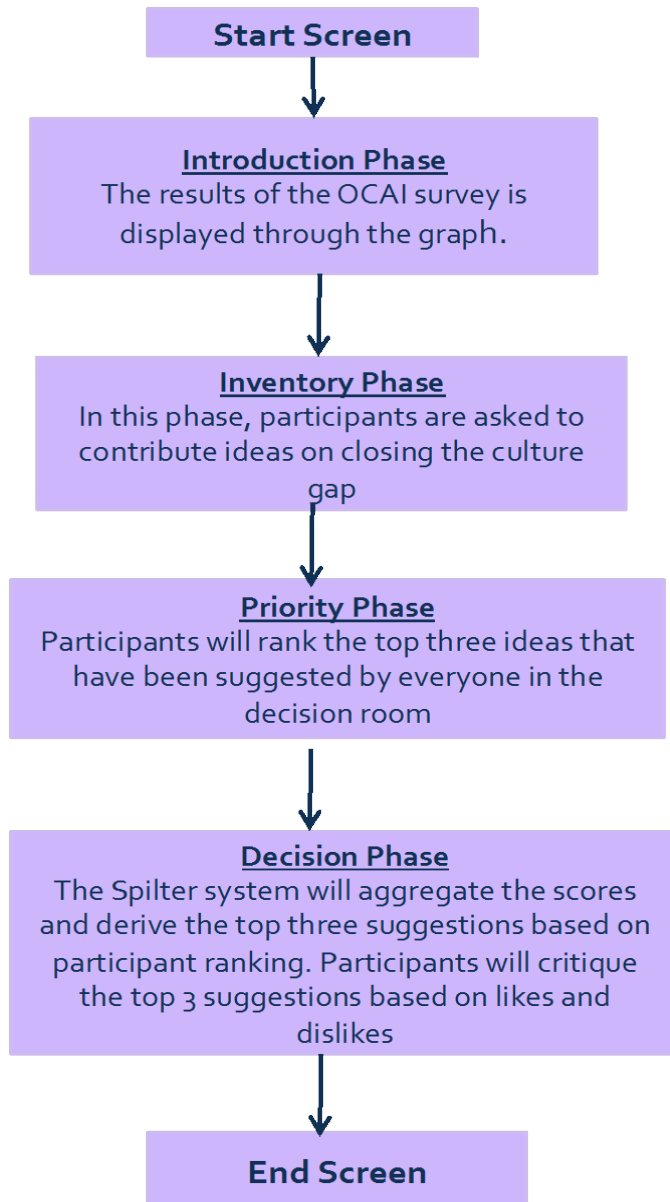 Start Screen
Introduction Phase
The results of the OCAI survey is
displayed through the graph.
Inventory Phase
In this phase, participants are asked to
contribute ideas on closing the culture
gap
Priority Phase
Participants will rank the top three ideas that
have been suggested by everyone in the
decision room
Decision Phase
The Spilter system will aggregate the scores
and derive the top three suggestions based on
participant ranking. Participants will critique
the top 3 suggestions based on likes and
dislikes
End Screen